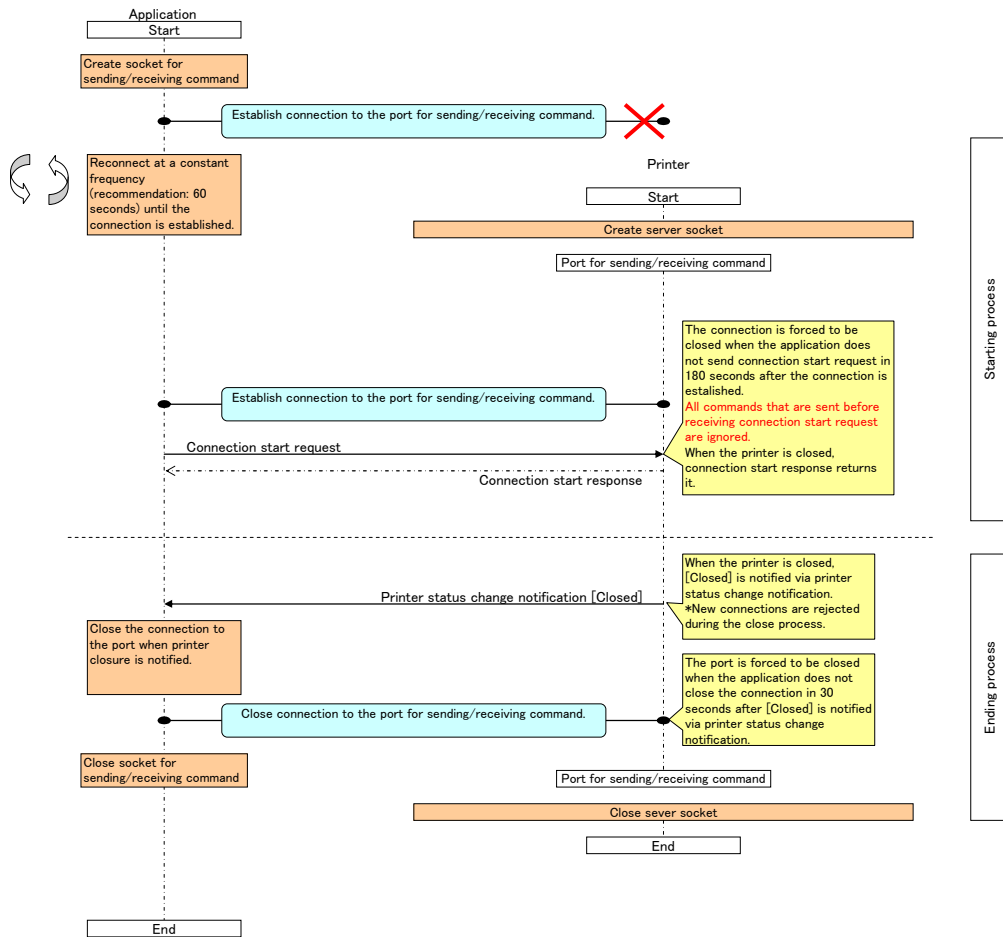 Application
Start
Create socket for
sending/receiving command
Establish connection to the port for sending/receiving command.
Reconnect at a constant
frequency
(recommendation: 60
seconds) until the
connection is established.
Printer
Start
Create server socket
Port for sending/receiving command
The connection is forced to be
closed when the application does
not send connection start request in
180 seconds after the connection is
estalished.
All commands that are sent before
receiving connection start request
are ignored.
When the printer is closed,
connection start response returns
it.
Establish connection to the port for sending/receiving command.
Connection start request
Connection start response
Starting process
When the printer is closed,
[Closed] is notified via printer
status change notification.
*New connections are rejected
during the close process.
Printer status change notification [Closed]
Close the connection to
the port when printer
closure is notified.
The port is forced to be closed
when the application does not
close the connection in 30
seconds after [Closed] is notified
via printer status change
notification.
Close connection to the port for sending/receiving command.
Close socket for
sending/receiving command
Port for sending/receiving command
Close sever socket
End
Ending process
End